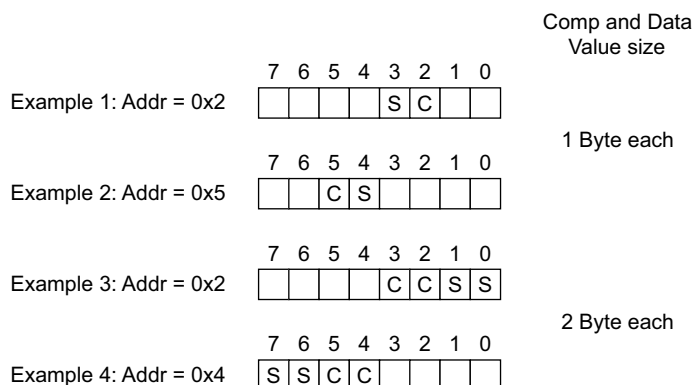 Comp and Data
Value size
7 6 5 4 3 2 1 0
Example 1: Addr = 0x2
S C
1 Byte each
7 6 5 4 3 2 1 0
Example 2: Addr = 0x5
C S
7 6 5 4 3 2 1 0
Example 3: Addr = 0x2
C C S S
2 Byte each
7 6 5 4 3 2 1 0
Example 4: Addr = 0x4
S S C C